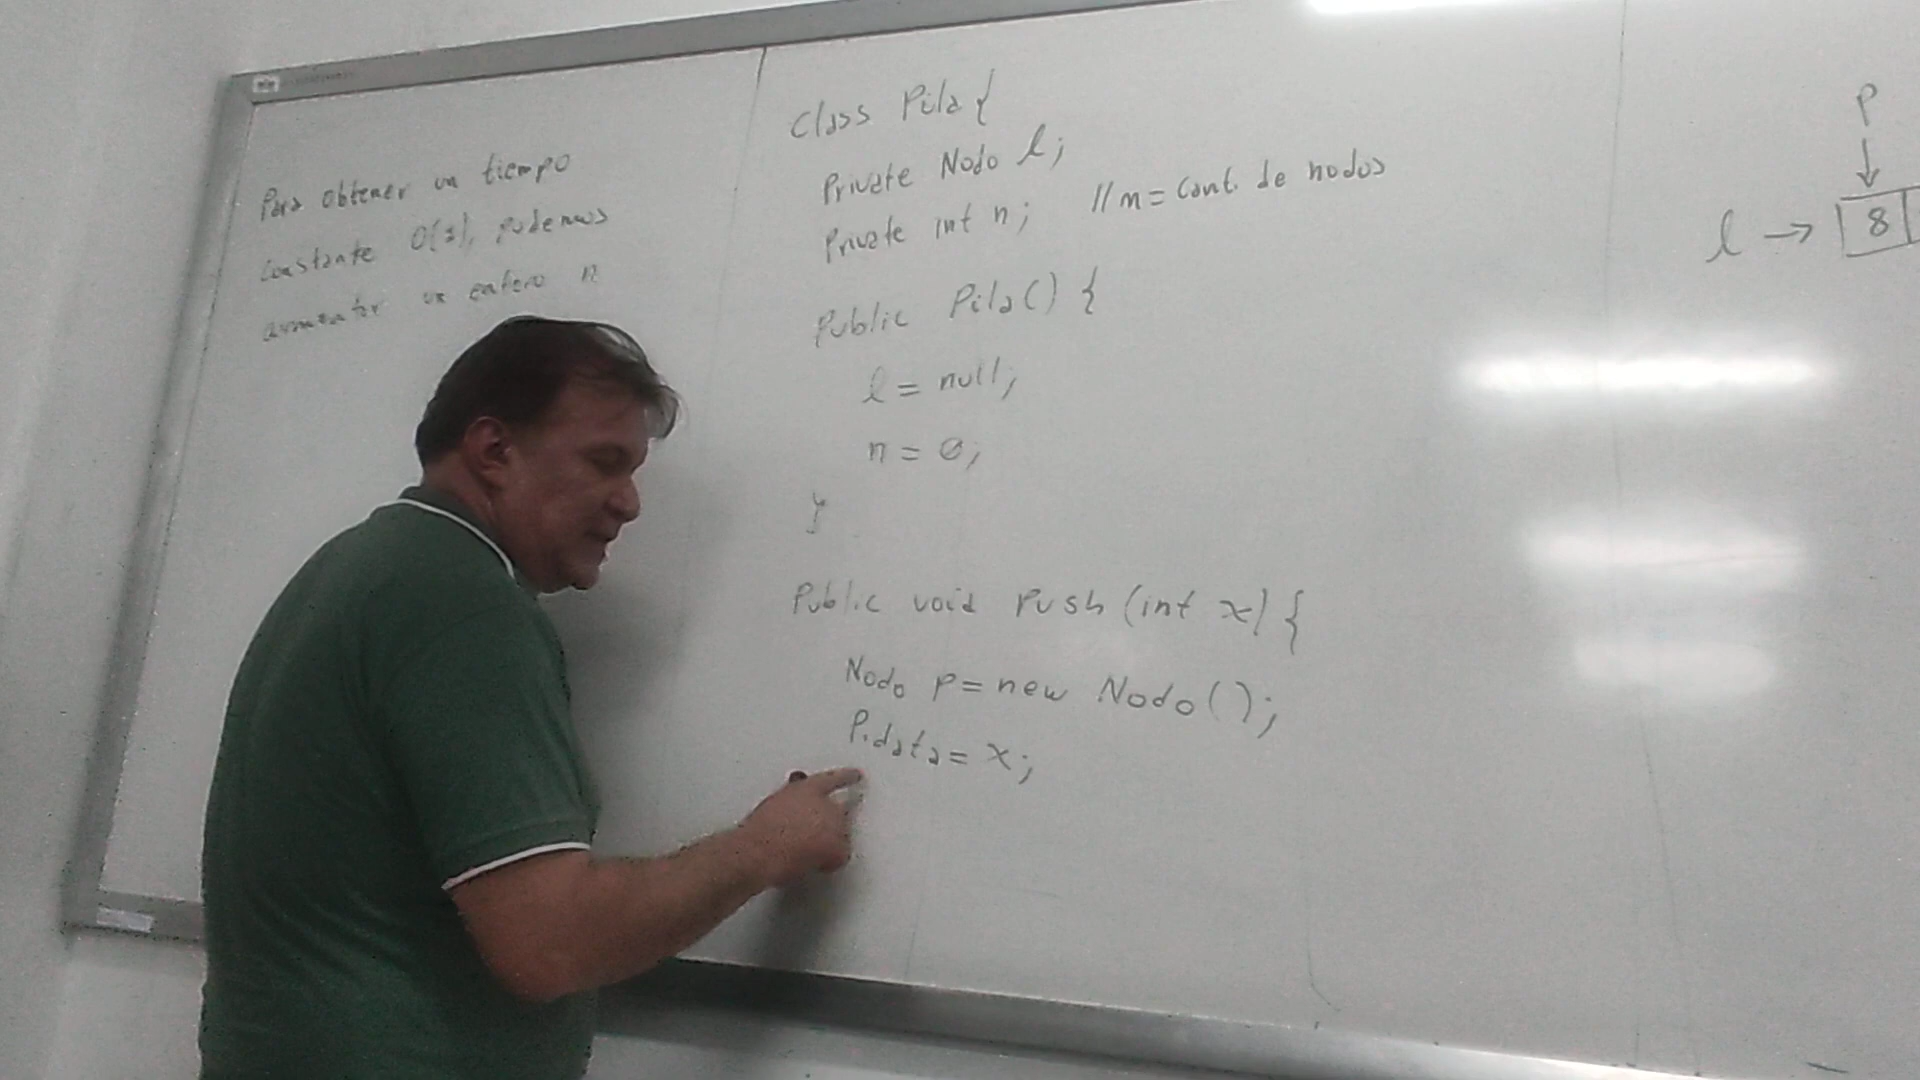 Para obtener un tiempo
constante O(1), podemos
aumentar un entero n
Class Pila {
Private Nodo l;
Private int n; // n = Cant. de nodos
Public Pila() {
l = null;
n = 0;
}
Public void Push (int x) {
Nodo p = new Nodo();
P.data = x;
P
l → 8